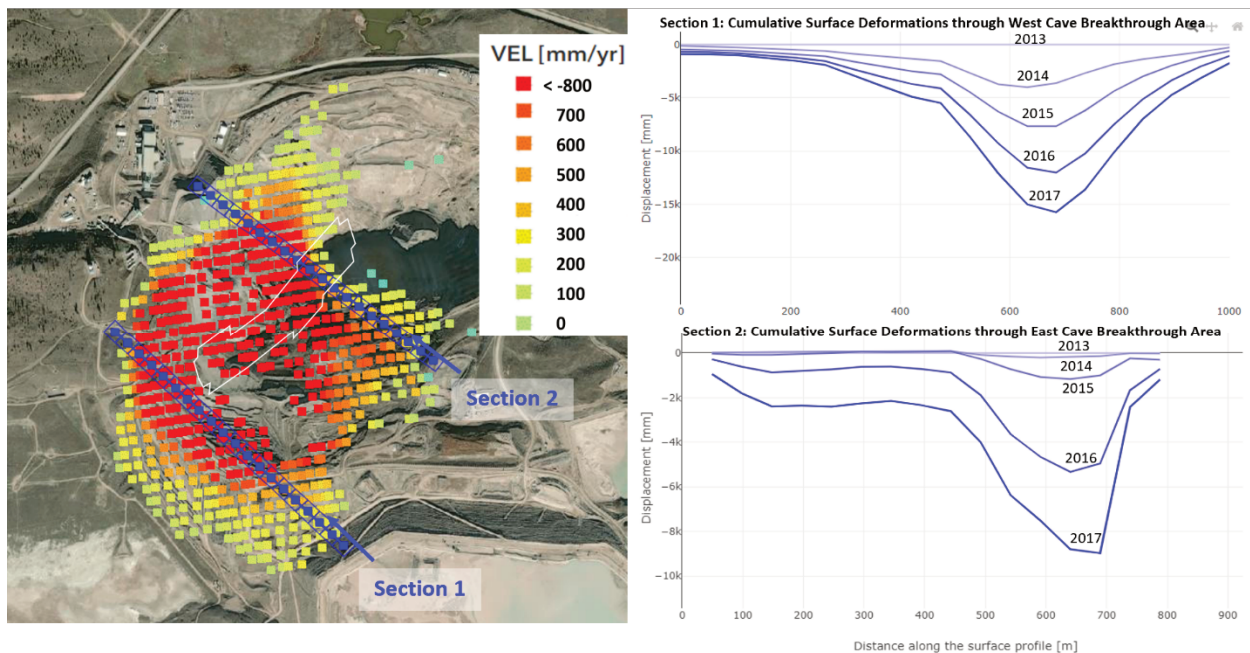 VEL [mm/yr]
< -800
700
600
500
400
300
200
100
0
Section 2
Section 1
Section 1: Cumulative Surface Deformations through West Cave Breakthrough Area
Displacement [mm]
0
−5k
−10k
−15k
−20k
2013
2014
2015
2016
2017
0
200
400
600
800
1000
Section 2: Cumulative Surface Deformations through East Cave Breakthrough Area
Displacement [mm]
0
−2k
−4k
−6k
−8k
−10k
2013
2014
2015
2016
2017
0
100
200
300
400
500
600
700
800
900
Distance along the surface profile [m]